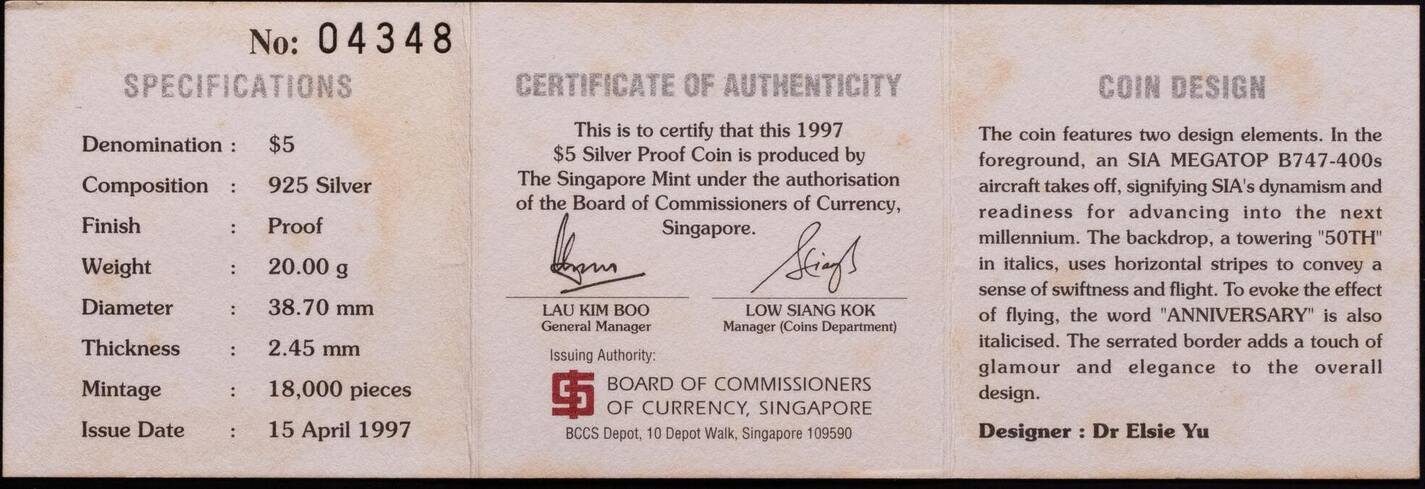 No: 04348
SPECIFICATIONS
Denomination : $5
Composition : 925 Silver
Finish : Proof
Weight : 20.00 g
Diameter : 38.70 mm
Thickness : 2.45 mm
Mintage : 18,000 pieces
Issue Date : 15 April 1997
CERTIFICATE OF AUTHENTICITY
This is to certify that this 1997
$5 Silver Proof Coin is produced by
The Singapore Mint under the authorisation
of the Board of Commissioners of Currency,
Singapore.
LAU KIM BOO
General Manager
LOW SIANG KOK
Manager (Coins Department)
Issuing Authority:
BOARD OF COMMISSIONERS
OF CURRENCY, SINGAPORE
BCCS Depot, 10 Depot Walk, Singapore 109590
COIN DESIGN
The coin features two design elements. In the
foreground, an SIA MEGATOP B747-400s
aircraft takes off, signifying SIA's dynamism and
readiness for advancing into the next
millennium. The backdrop, a towering "50TH"
in italics, uses horizontal stripes to convey a
sense of swiftness and flight. To evoke the effect
of flying, the word "ANNIVERSARY" is also
italicised. The serrated border adds a touch of
glamour and elegance to the overall
design.
Designer : Dr Elsie Yu